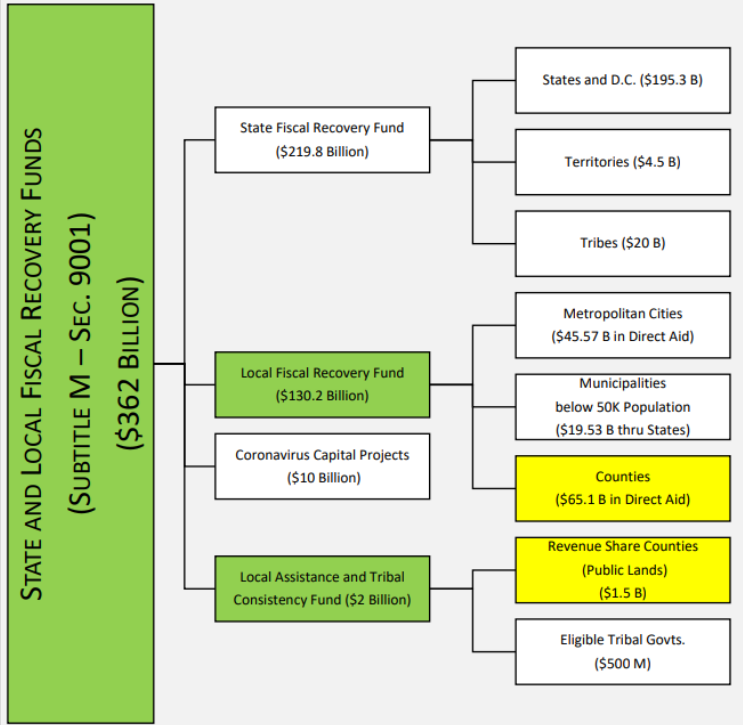 STATE AND LOCAL FISCAL RECOVERY FUNDS
(SUBTITLE M – SEC. 9001)
($362 BILLION)
State Fiscal Recovery Fund
($219.8 Billion)
States and D.C. ($195.3 B)
Territories ($4.5 B)
Tribes ($20 B)
Local Fiscal Recovery Fund
($130.2 Billion)
Metropolitan Cities
($45.57 B in Direct Aid)
Municipalities
below 50K Population
($19.53 B thru States)
Counties
($65.1 B in Direct Aid)
Coronavirus Capital Projects
($10 Billion)
Local Assistance and Tribal
Consistency Fund ($2 Billion)
Revenue Share Counties
(Public Lands)
($1.5 B)
Eligible Tribal Govts.
($500 M)